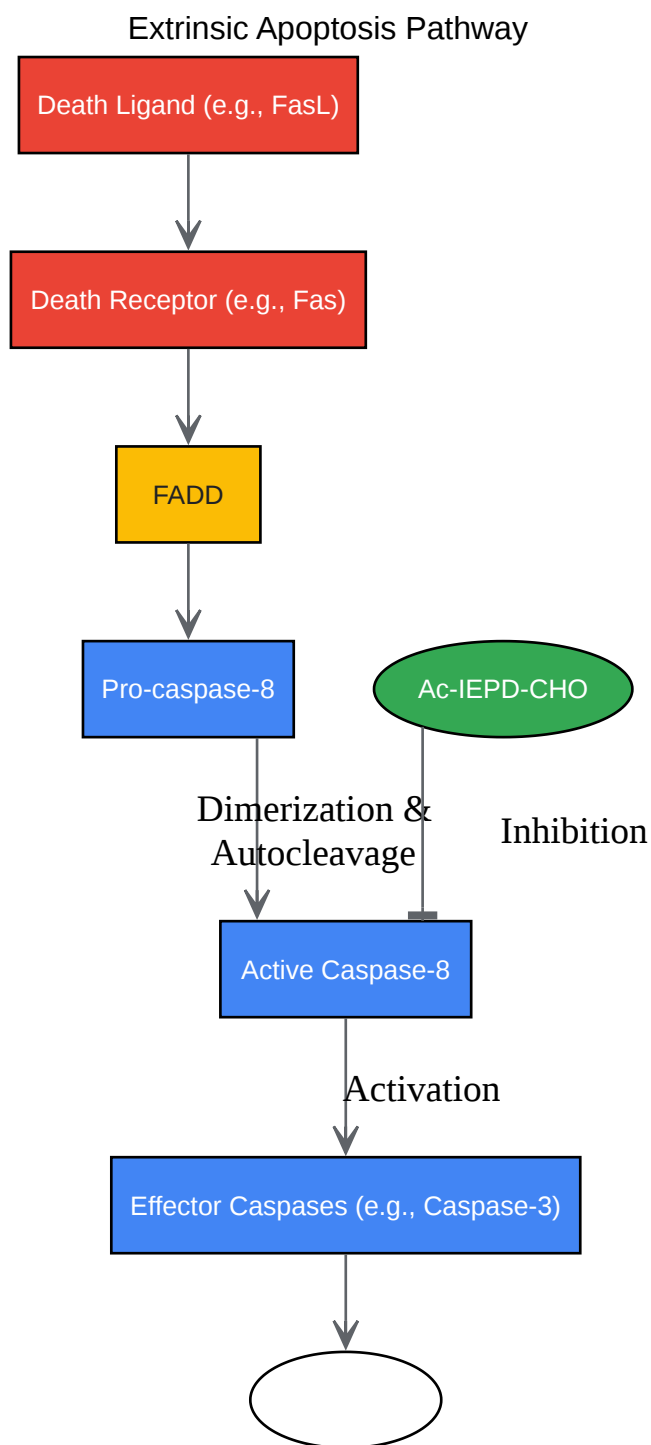 Extrinsic Apoptosis Pathway
Death Ligand (e.g., FasL)
Death Receptor (e.g., Fas)
FADD
Pro-caspase-8
Ac-IEPD-CHO
Dimerization &
Autocleavage
Inhibition
Active Caspase-8
Activation
Effector Caspases (e.g., Caspase-3)